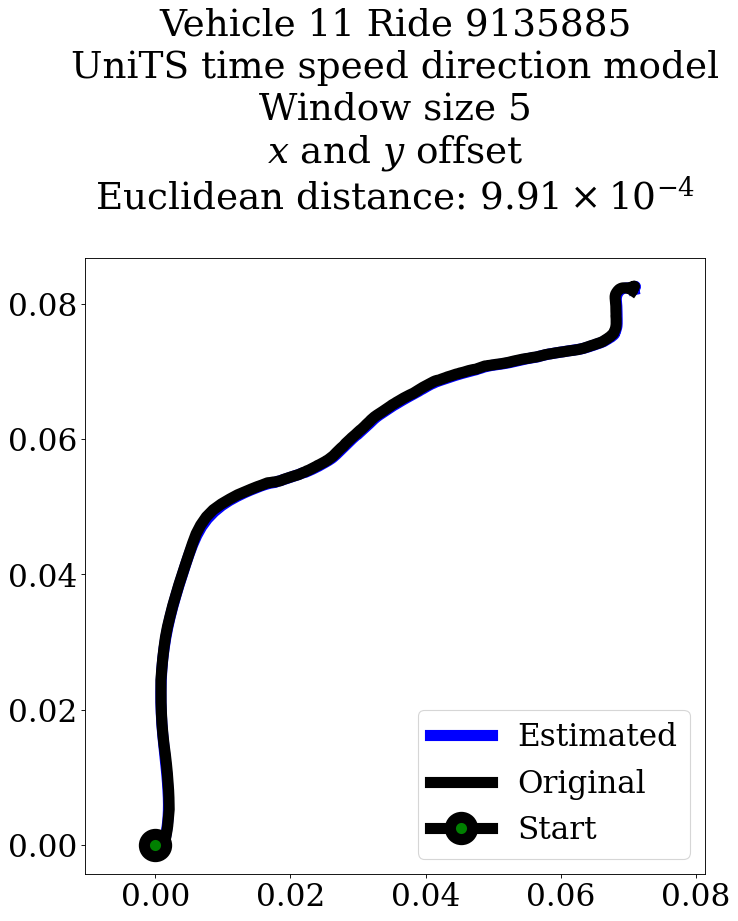 Vehicle 11 Ride 9135885
UniTS time speed direction model
Window size 5
x and y offset
Euclidean distance: 9.91 × 10⁻⁴
0.08
0.06
0.04
0.02
0.00
Estimated
Original
Start
0.00 0.02 0.04 0.06 0.08